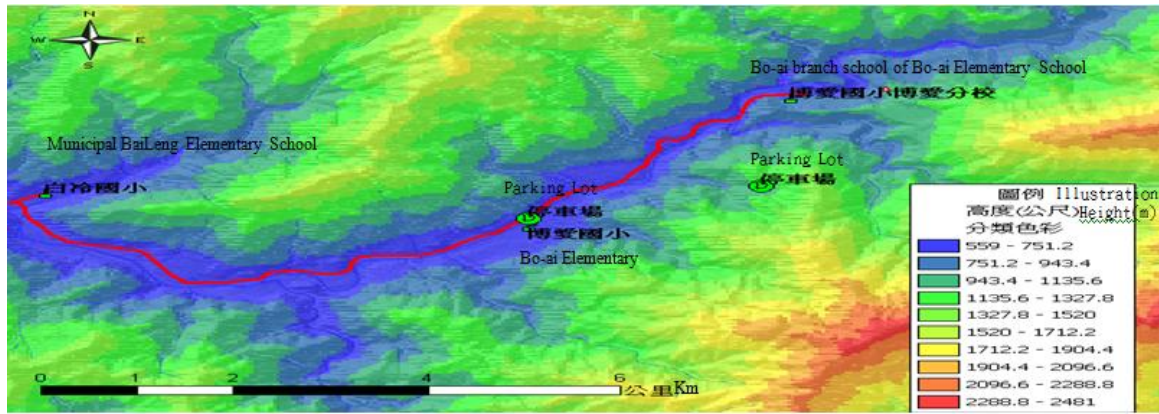 N
W E
S
Bo-ai branch school of Bo-ai Elementary School
博愛國小博愛分校
Municipal BaiLeng Elementary School
白冷國小
Parking Lot
停車場
Parking Lot
停車場
博愛國小
Bo-ai Elementary
圖例 Illustration
高度(公尺)Height(m)
分類色彩
559 - 751.2
751.2 - 943.4
943.4 - 1135.6
1135.6 - 1327.8
1327.8 - 1520
1520 - 1712.2
1712.2 - 1904.4
1904.4 - 2096.6
2096.6 - 2288.8
2288.8 - 2481
0 2 4 6
公里Km